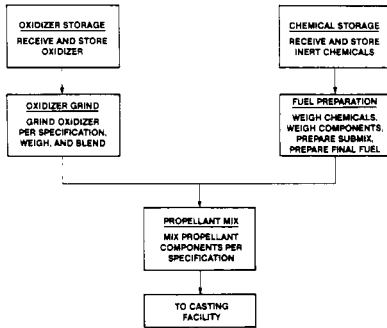 OXIDIZER STORAGE
RECEIVE AND STORE
OXIDIZER
CHEMICAL STORAGE
RECEIVE AND STORE
INERT CHEMICALS
OXIDIZER GRIND
GRIND OXIDIZER
PER SPECIFICATION,
WEIGH, AND BLEND
FUEL PREPARATION
WEIGH CHEMICALS,
WEIGH COMPONENTS,
PREPARE SUBMIX,
PREPARE FINAL FUEL
PROPELLANT MIX
MIX PROPELLANT
COMPONENTS PER
SPECIFICATION
TO CASTING
FACILITY